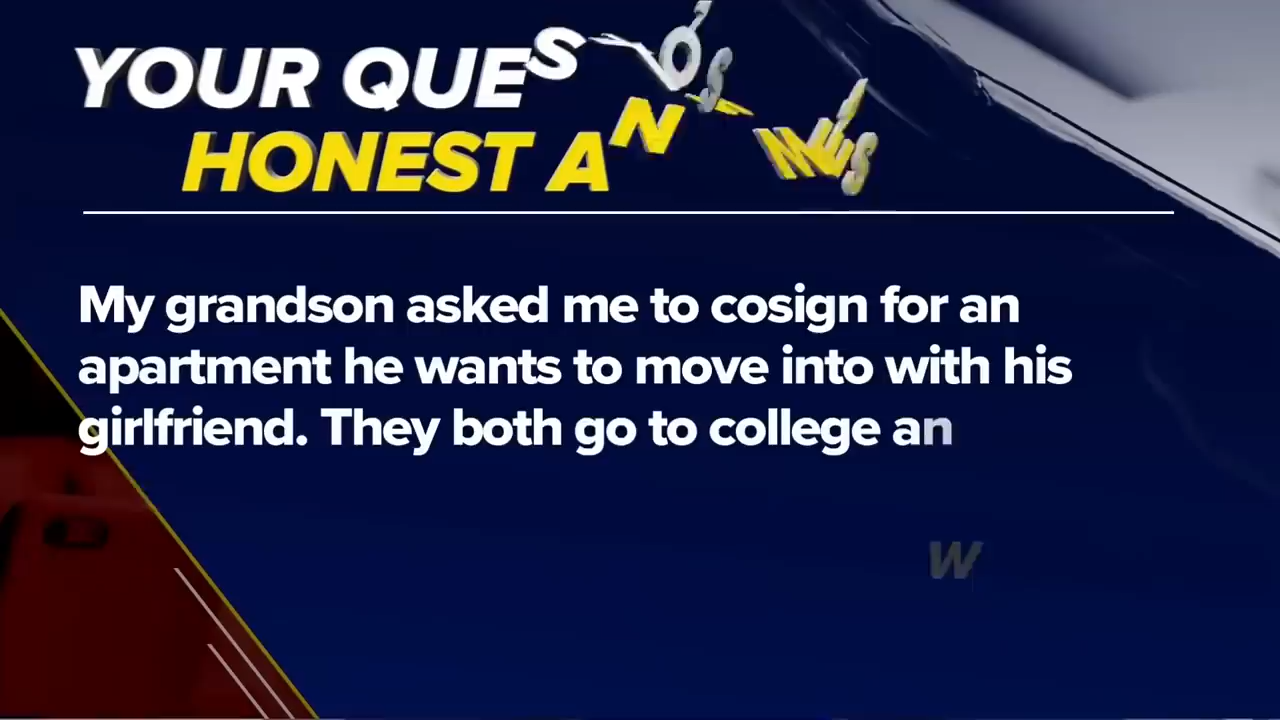 YOUR QUES
HONEST AN
My grandson asked me to cosign for an
apartment he wants to move into with his
girlfriend. They both go to college an
W